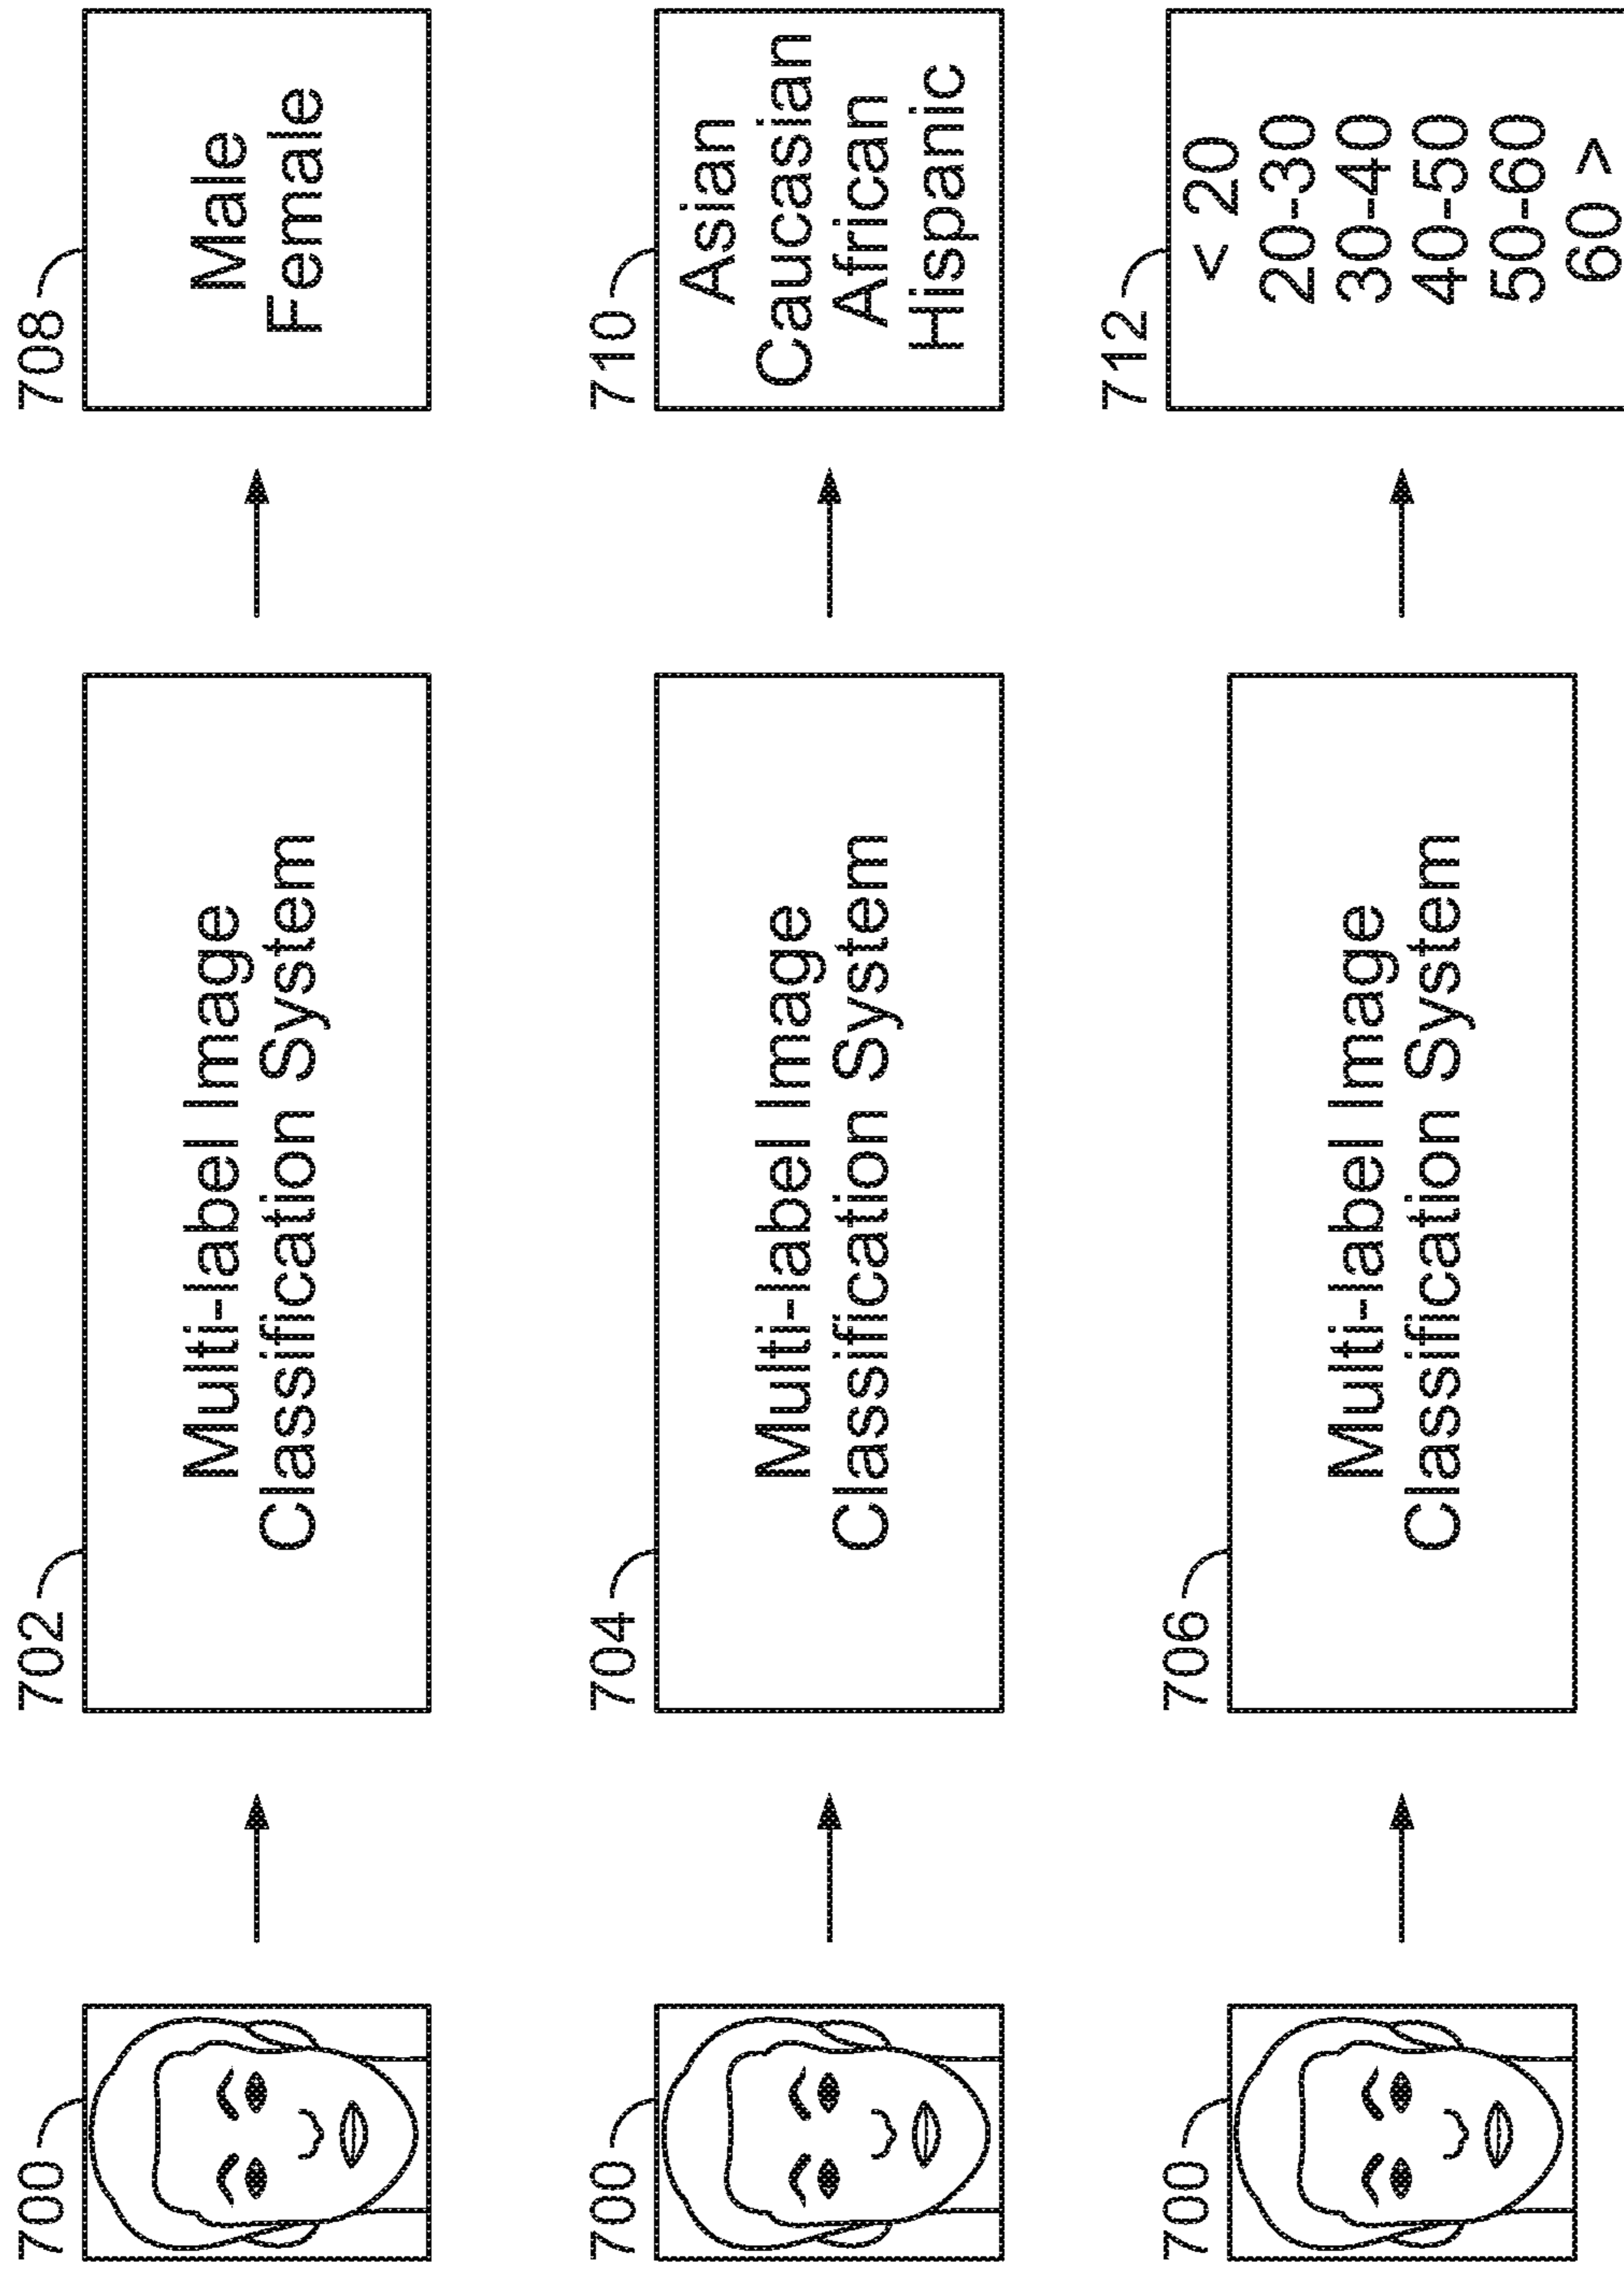 700
702
Multi-label Image
Classification System
708
Male
Female
700
704
Multi-label Image
Classification System
710
Asian
Caucasian
African
Hispanic
700
706
Multi-label Image
Classification System
712
< 20
20-30
30-40
40-50
50-60
60 >